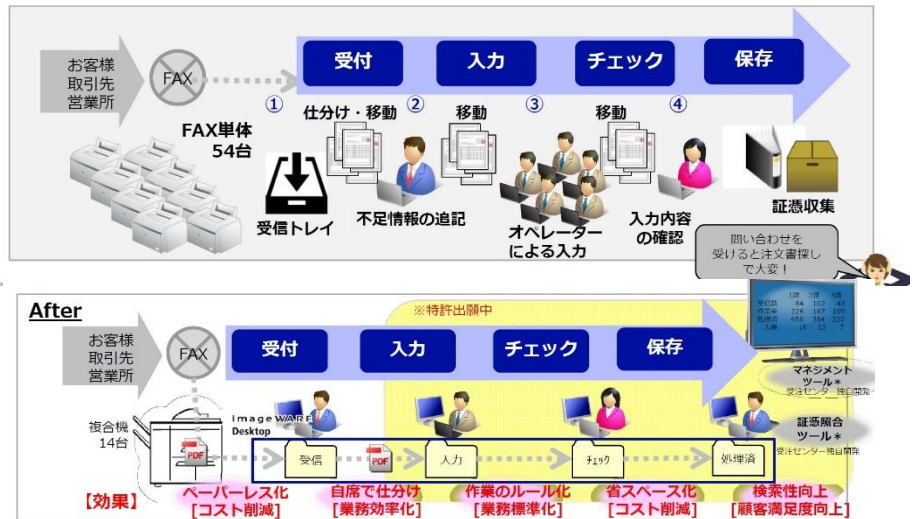 受付
入力
チェック
保存
お客様
取引先
営業所
FAX
①
②
③
④
仕分け・移動
移動
移動
FAX単体
54台
受信トレイ
不足情報の追記
オペレーター
による入力
入力内容
の確認
証憑収集
問い合わせを
受けると注文書探し
で大変！
After
※特許出願中
お客様
取引先
営業所
FAX
受付
入力
チェック
保存
マネジメント
ツール＊
受注センター独自開発
複合機
14台
PDF
imageWARE
Desktop
受信
PDF
入力
ﾁｪｯｸ
処理済
証憑照合
ツール＊
受注センター独自開発
【効果】
ペーパーレス化
[コスト削減]
自席で仕分け
[業務効率化]
作業のルール化
[業務標準化]
省スペース化
[コスト削減]
検索性向上
[顧客満足度向上]